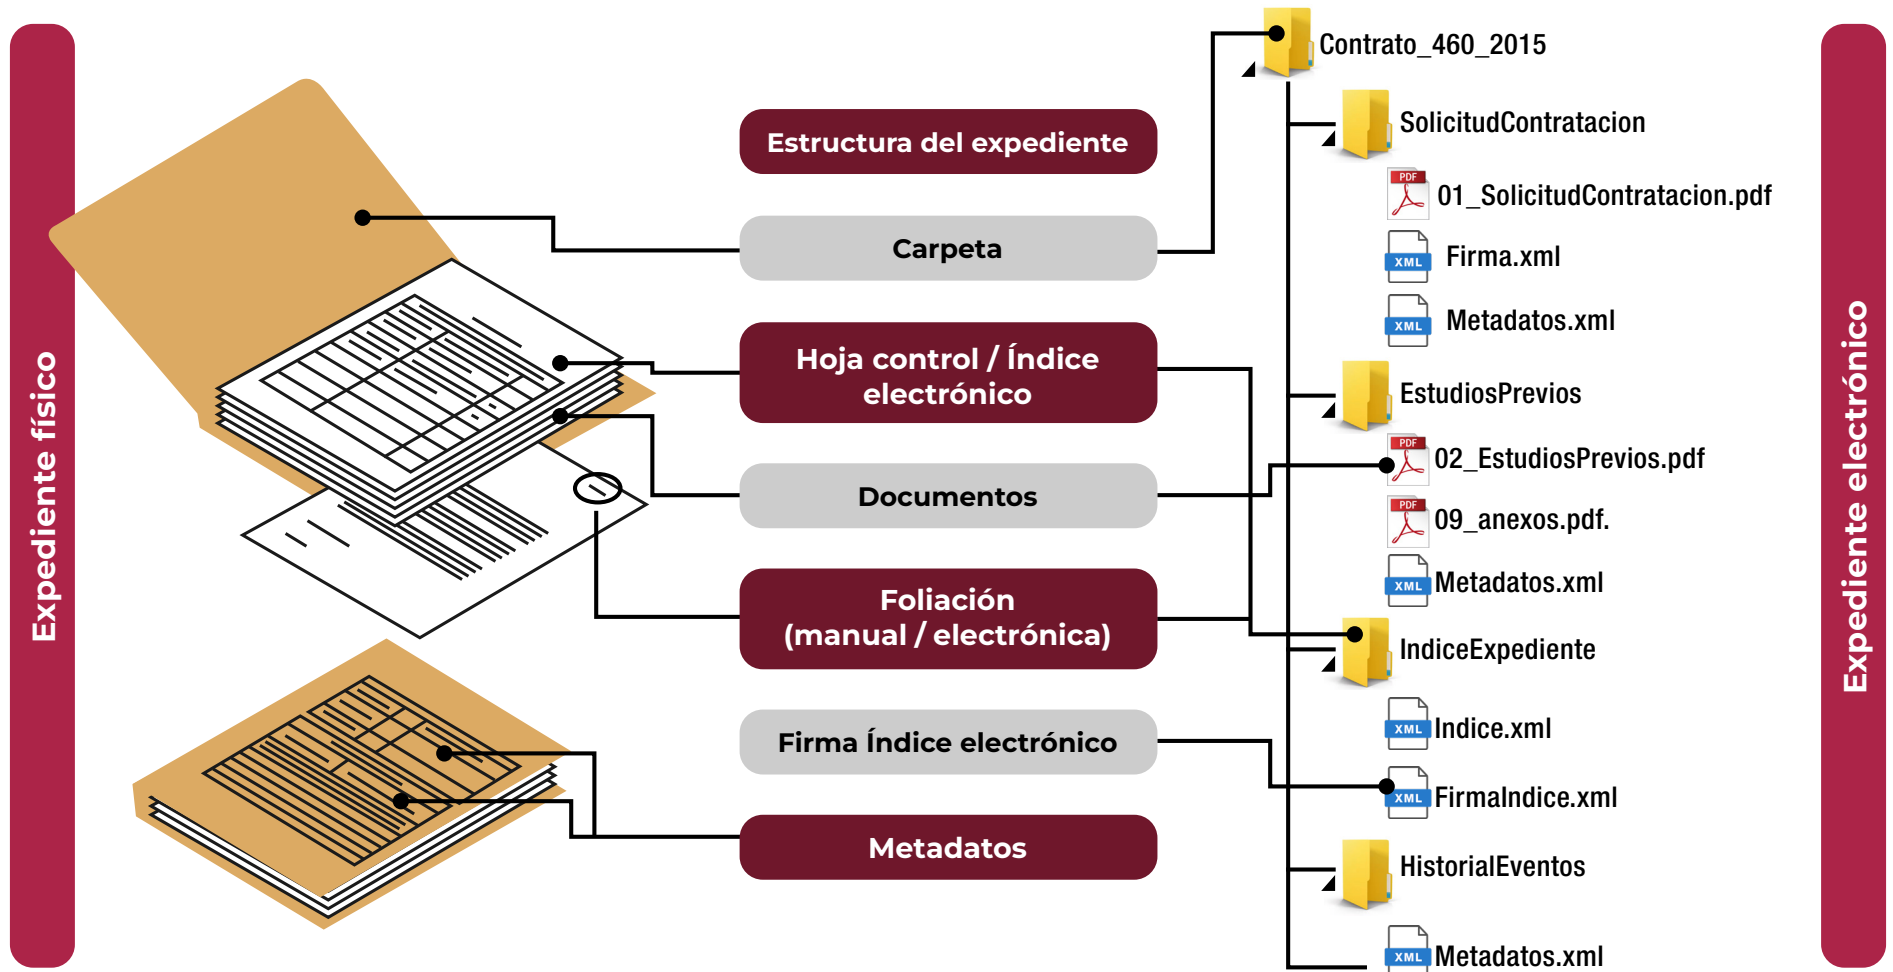 Expediente físico
Estructura del expediente
Carpeta
Hoja control / Índice
electrónico
Documentos
Foliación
(manual / electrónica)
Firma Índice electrónico
Metadatos
Contrato_460_2015
SolicitudContratacion
PDF
01_SolicitudContratacion.pdf
XML
Firma.xml
XML
Metadatos.xml
EstudiosPrevios
PDF
02_EstudiosPrevios.pdf
PDF
09_anexos.pdf.
XML
Metadatos.xml
IndiceExpediente
XML
Indice.xml
XML
FirmaIndice.xml
HistorialEventos
XML
Metadatos.xml
Expediente electrónico